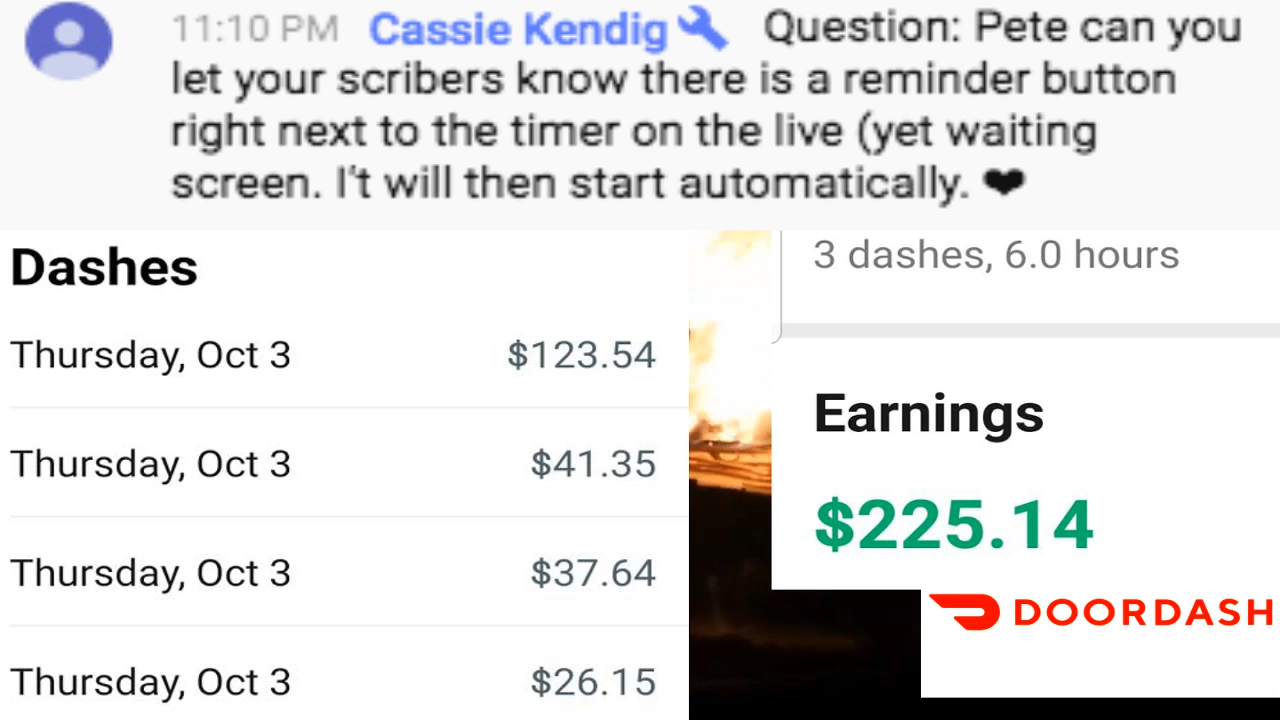 11:10 PM Cassie Kendig Question: Pete can you
let your scribers know there is a reminder button
right next to the timer on the live (yet waiting
screen. I't will then start automatically. ❤
Dashes
Thursday, Oct 3 $123.54
Thursday, Oct 3 $41.35
Thursday, Oct 3 $37.64
Thursday, Oct 3 $26.15
3 dashes, 6.0 hours
Earnings
$225.14
DOORDASH